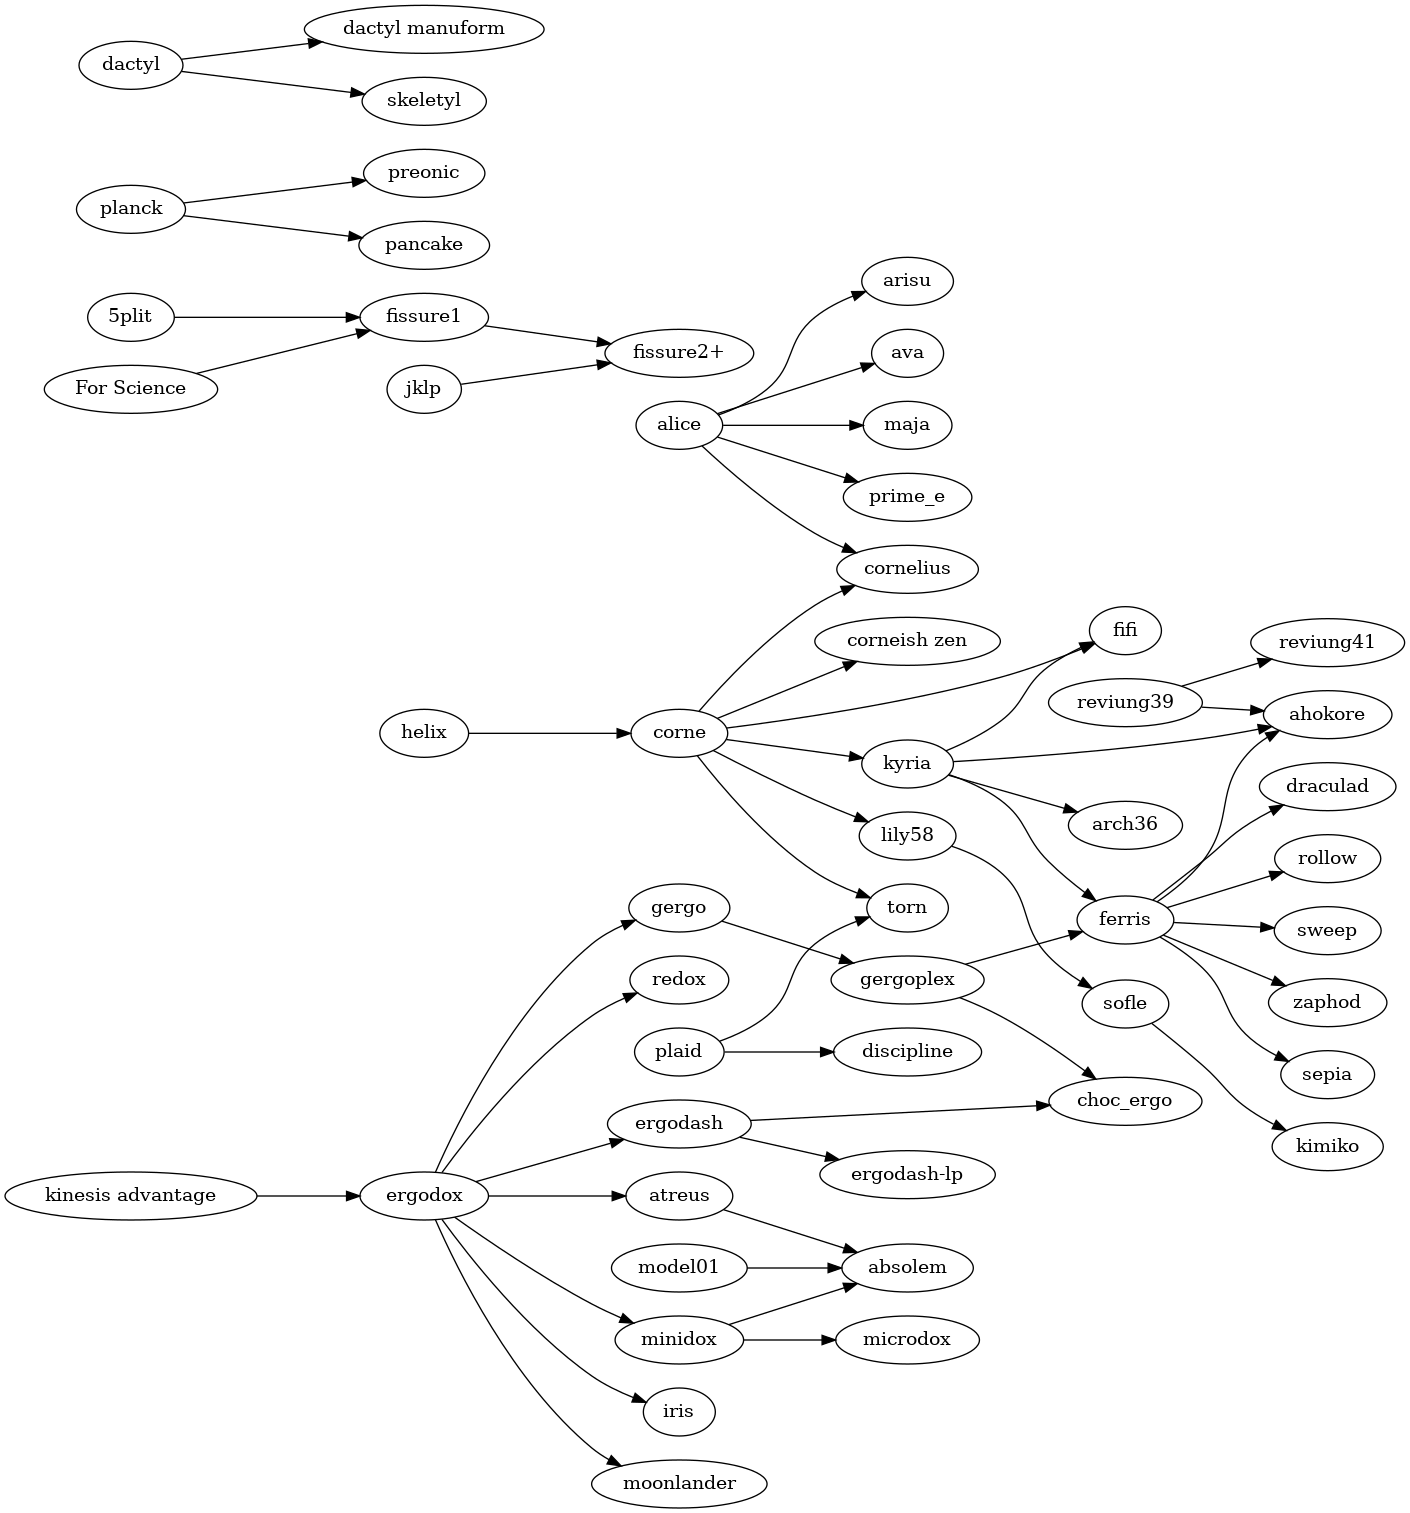 dactyl manuform
dactyl
skeletyl
preonic
planck
pancake
arisu
5plit
fissure1
fissure2+
ava
For Science
jklp
alice
maja
prime_e
cornelius
fifi
corneish zen
reviung41
reviung39
ahokore
helix
corne
kyria
draculad
arch36
lily58
rollow
gergo
torn
ferris
sweep
redox
gergoplex
sofle
zaphod
plaid
discipline
sepia
choc_ergo
ergodash
kimiko
ergodash-lp
kinesis advantage
ergodox
atreus
model01
absolem
minidox
microdox
iris
moonlander